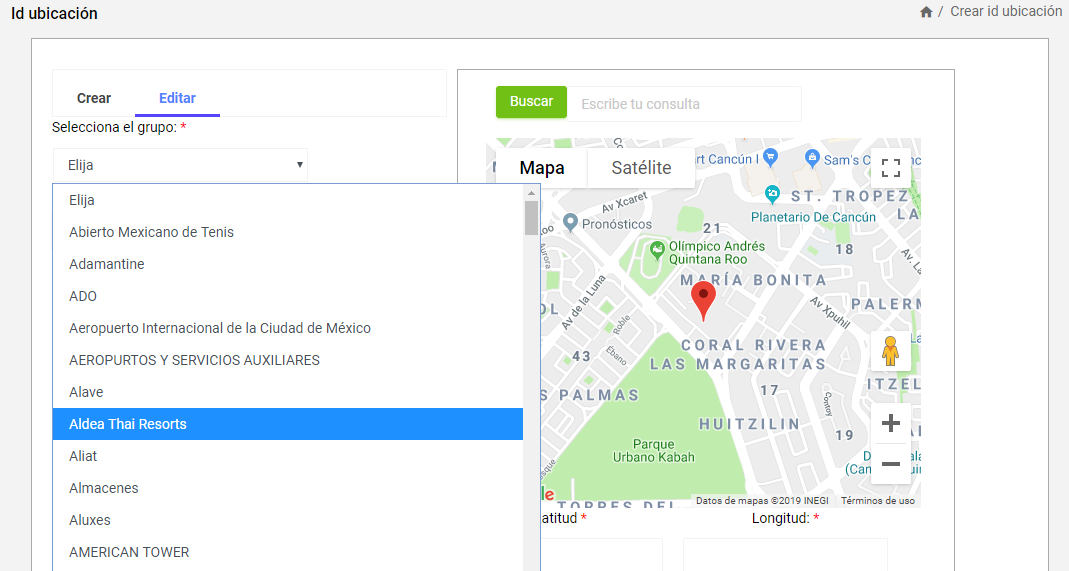 Id ubicación
/ Crear id ubicación
Crear
Editar
Selecciona el grupo: *
Elija
Elija
Abierto Mexicano de Tenis
Adamantine
ADO
Aeropuerto Internacional de la Ciudad de México
AEROPURTOS Y SERVICIOS AUXILIARES
Alave
Aldea Thai Resorts
Aliat
Almacenes
Aluxes
AMERICAN TOWER
Buscar
Escribe tu consulta
Mapa
Satélite
art Cancún I
Sam's C
ST. TROPEZ
Planetario De Cancún
LA
Av Xcaret
Pronósticos
21
18
Olímpico Andrés
Quintana Roo
MARÍA BONITA
Av de la Luna
Roble
Ébano
Av Xpuhil
PALERM
CORAL RIVERA
LAS MARGARITAS
43
S PALMAS
17
Contoy
ITZEL
HUITZILIN
19
Parque
Urbano Kabah
TORRES DEL
Datos de mapas ©2019 INEGI
Términos de uso
atitud *
Longitud: *